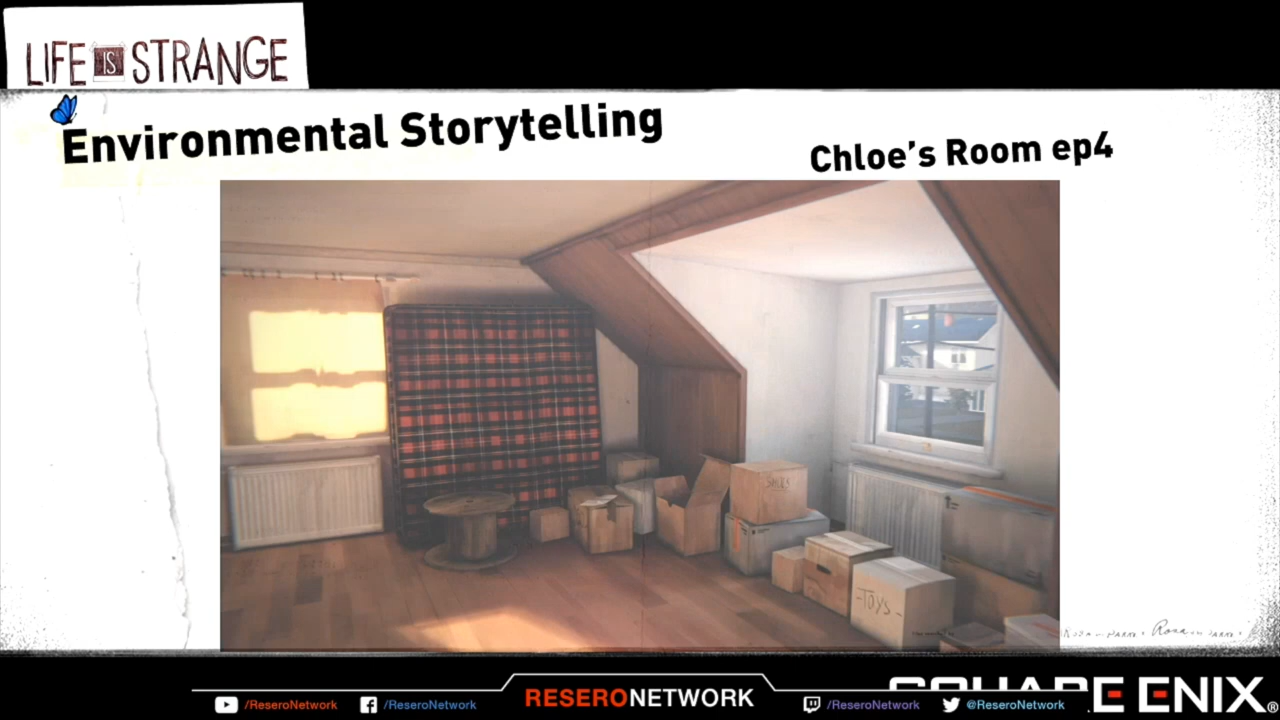 LIFE IS STRANGE
Environmental Storytelling
Chloe's Room ep4
SHOES
-TOYS-
SQUARE ENIX®
/ReseroNetwork
/ReseroNetwork
RESERONETWORK
/ReseroNetwork
@ReseroNetwork